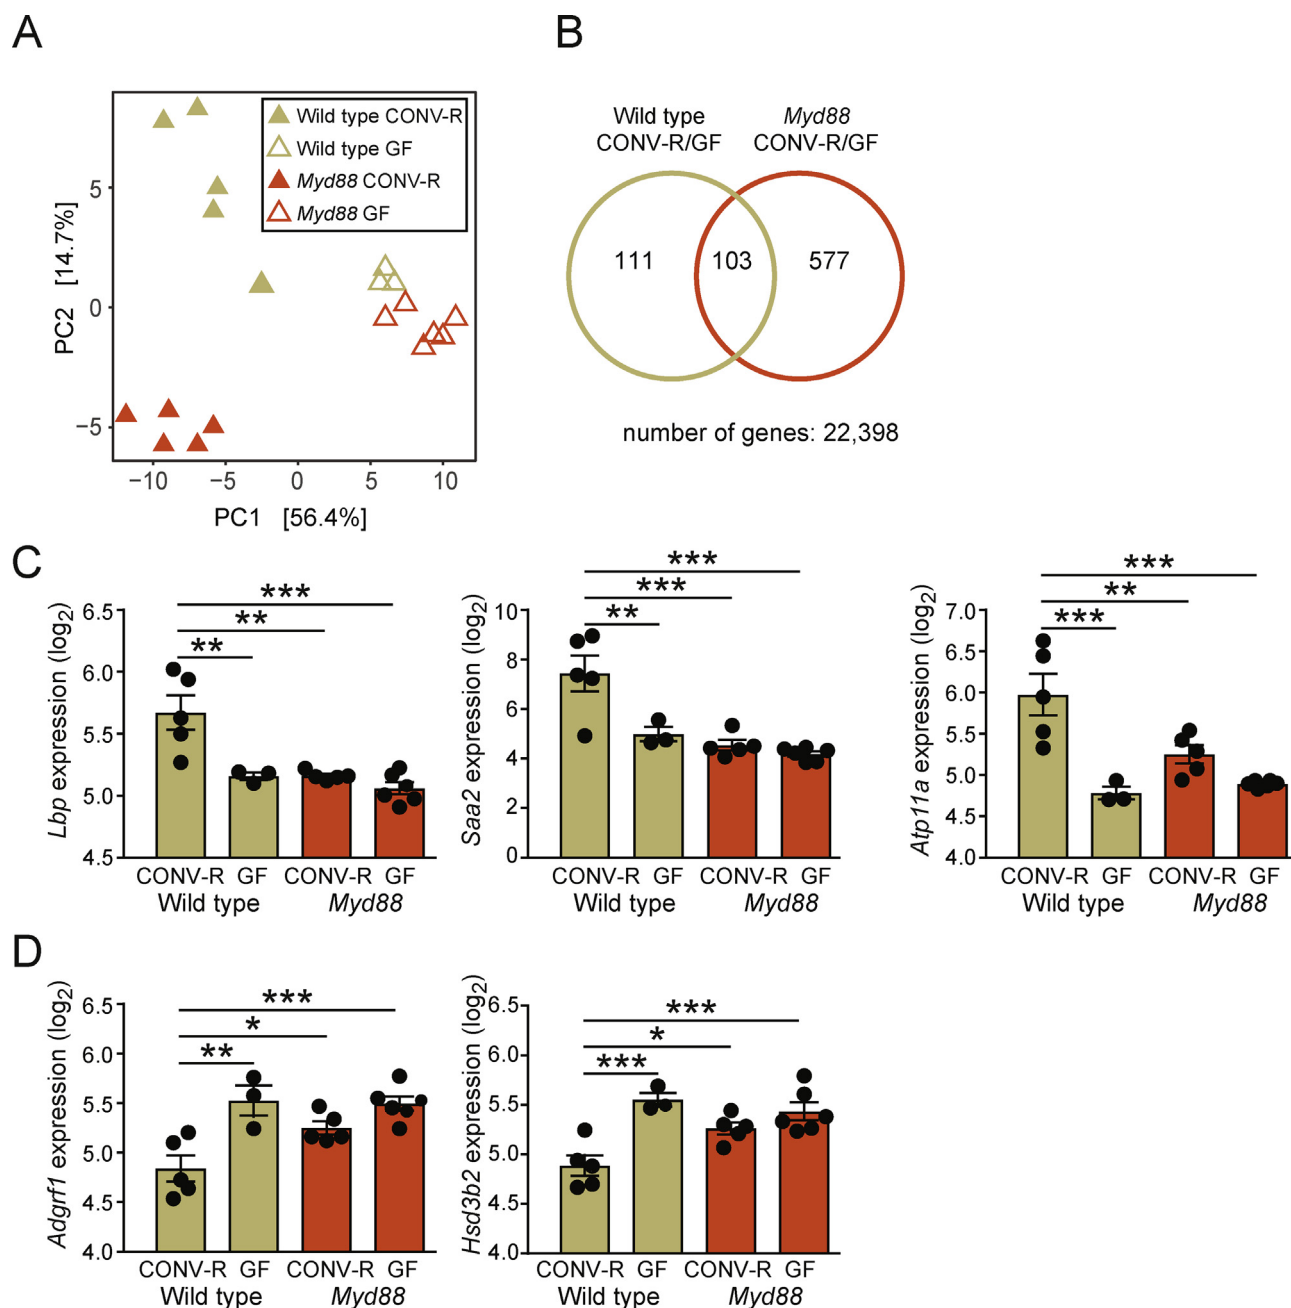 A
B
Wild type CONV-R
Wild type GF
Myd88 CONV-R
Myd88 GF
PC2 [14.7%]
5
0
−5
−10 −5 0 5 10
PC1 [56.4%]
Wild type Myd88
CONV-R/GF CONV-R/GF
111 103 577
number of genes: 22,398
C
Lbp expression (log2)
6.5
6.0
5.5
5.0
4.5
***
**
**
CONV-R GF CONV-R GF
Wild type Myd88
Saa2 expression (log2)
10
8
6
4
2
0
***
***
**
CONV-R GF CONV-R GF
Wild type Myd88
Atp11a expression (log2)
7.0
6.5
6.0
5.5
5.0
4.5
4.0
***
**
***
CONV-R GF CONV-R GF
Wild type Myd88
D
Adgrf1 expression (log2)
6.5
6.0
5.5
5.0
4.5
4.0
***
*
**
CONV-R GF CONV-R GF
Wild type Myd88
Hsd3b2 expression (log2)
6.5
6.0
5.5
5.0
4.5
4.0
***
*
***
CONV-R GF CONV-R GF
Wild type Myd88